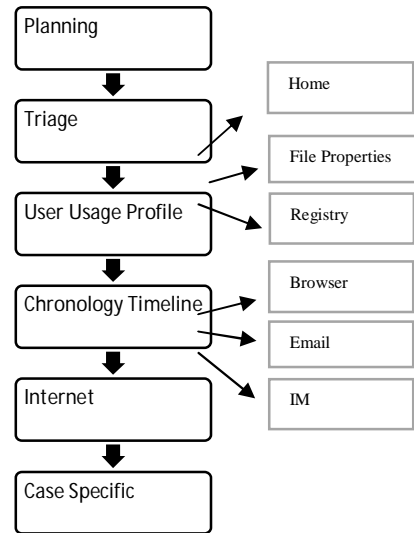 Planning
Triage
User Usage Profile
Chronology Timeline
Internet
Case Specific
Home
File Properties
Registry
Browser
Email
IM